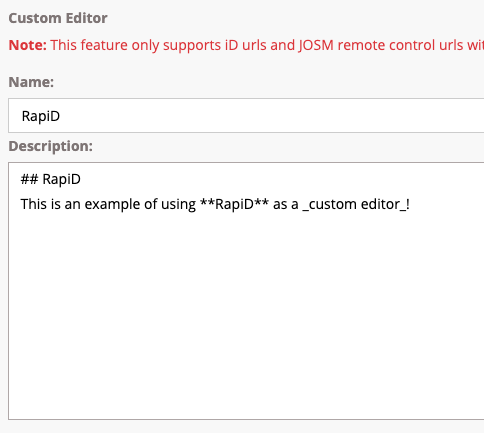 Custom Editor
Note: This feature only supports iD urls and JOSM remote control urls
Name:
RapiD
Description:
## RapiD
This is an example of using **RapiD** as a _custom editor_!